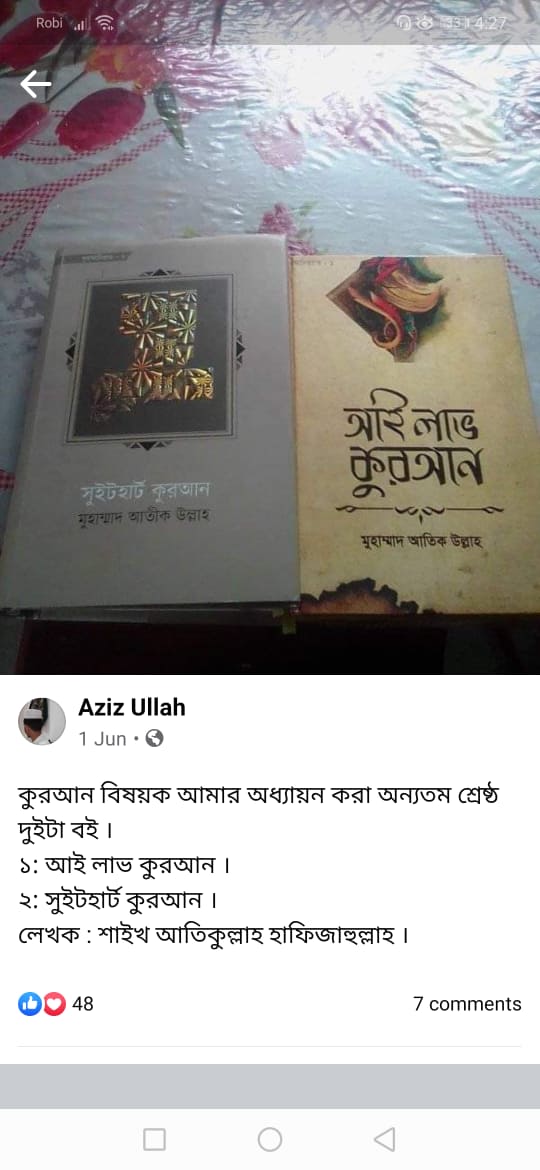 Robi
33
4:27
সুইটহার্ট কুরআন
মুহাম্মাদ আতীক উল্লাহ
আই লাভ
কুরআন
মুহাম্মাদ আতিক উল্লাহ
Aziz Ullah
1 Jun •
কুরআন বিষয়ক আমার অধ্যায়ন করা অন্যতম শ্রেষ্ঠ
দুইটা বই ।
১: আই লাভ কুরআন ।
২: সুইটহার্ট কুরআন ।
লেখক : শাইখ আতিকুল্লাহ হাফিজাহুল্লাহ ।
48
7 comments